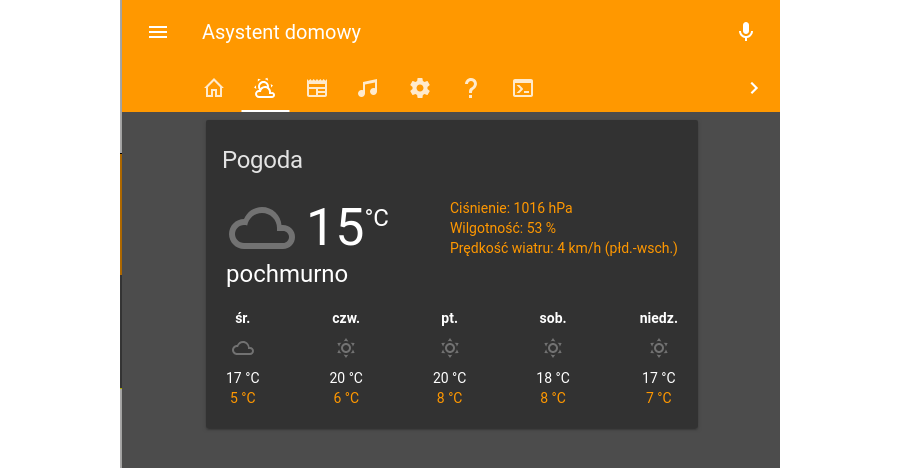 Asystent domowy
Pogoda
15 °C
pochmurno
Ciśnienie: 1016 hPa
Wilgotność: 53 %
Prędkość wiatru: 4 km/h (płd.-wsch.)
śr. czw. pt. sob. niedz.
17 °C 20 °C 20 °C 18 °C 17 °C
5 °C 6 °C 8 °C 8 °C 7 °C